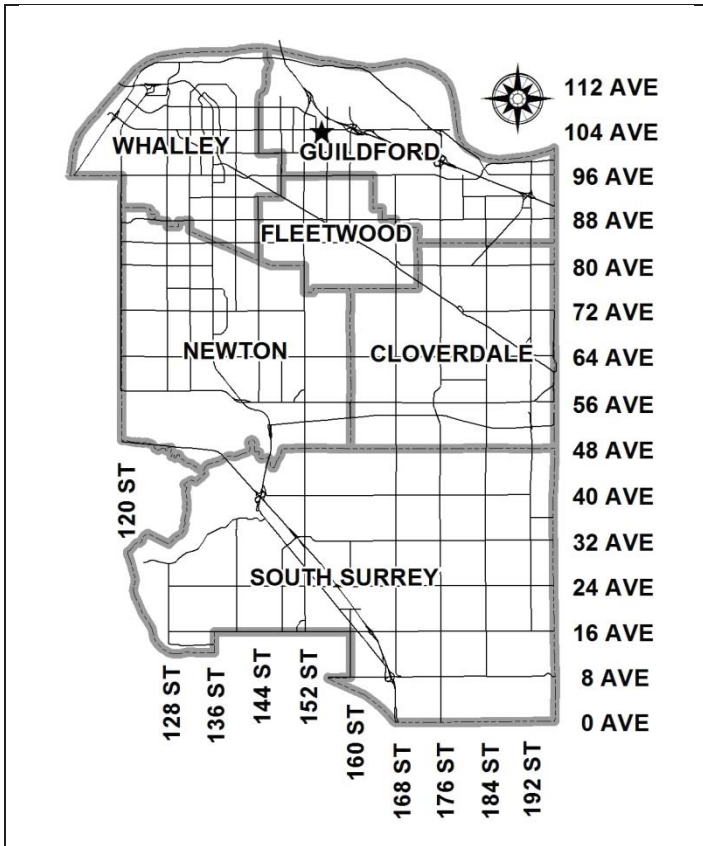 112 AVE
104 AVE
WHALLEY
GUILDFORD
96 AVE
88 AVE
FLEETWOOD
80 AVE
72 AVE
NEWTON
CLOVERDALE
64 AVE
56 AVE
48 AVE
120 ST
40 AVE
32 AVE
SOUTH SURREY
24 AVE
16 AVE
128 ST
136 ST
144 ST
152 ST
8 AVE
160 ST
0 AVE
168 ST
176 ST
184 ST
192 ST